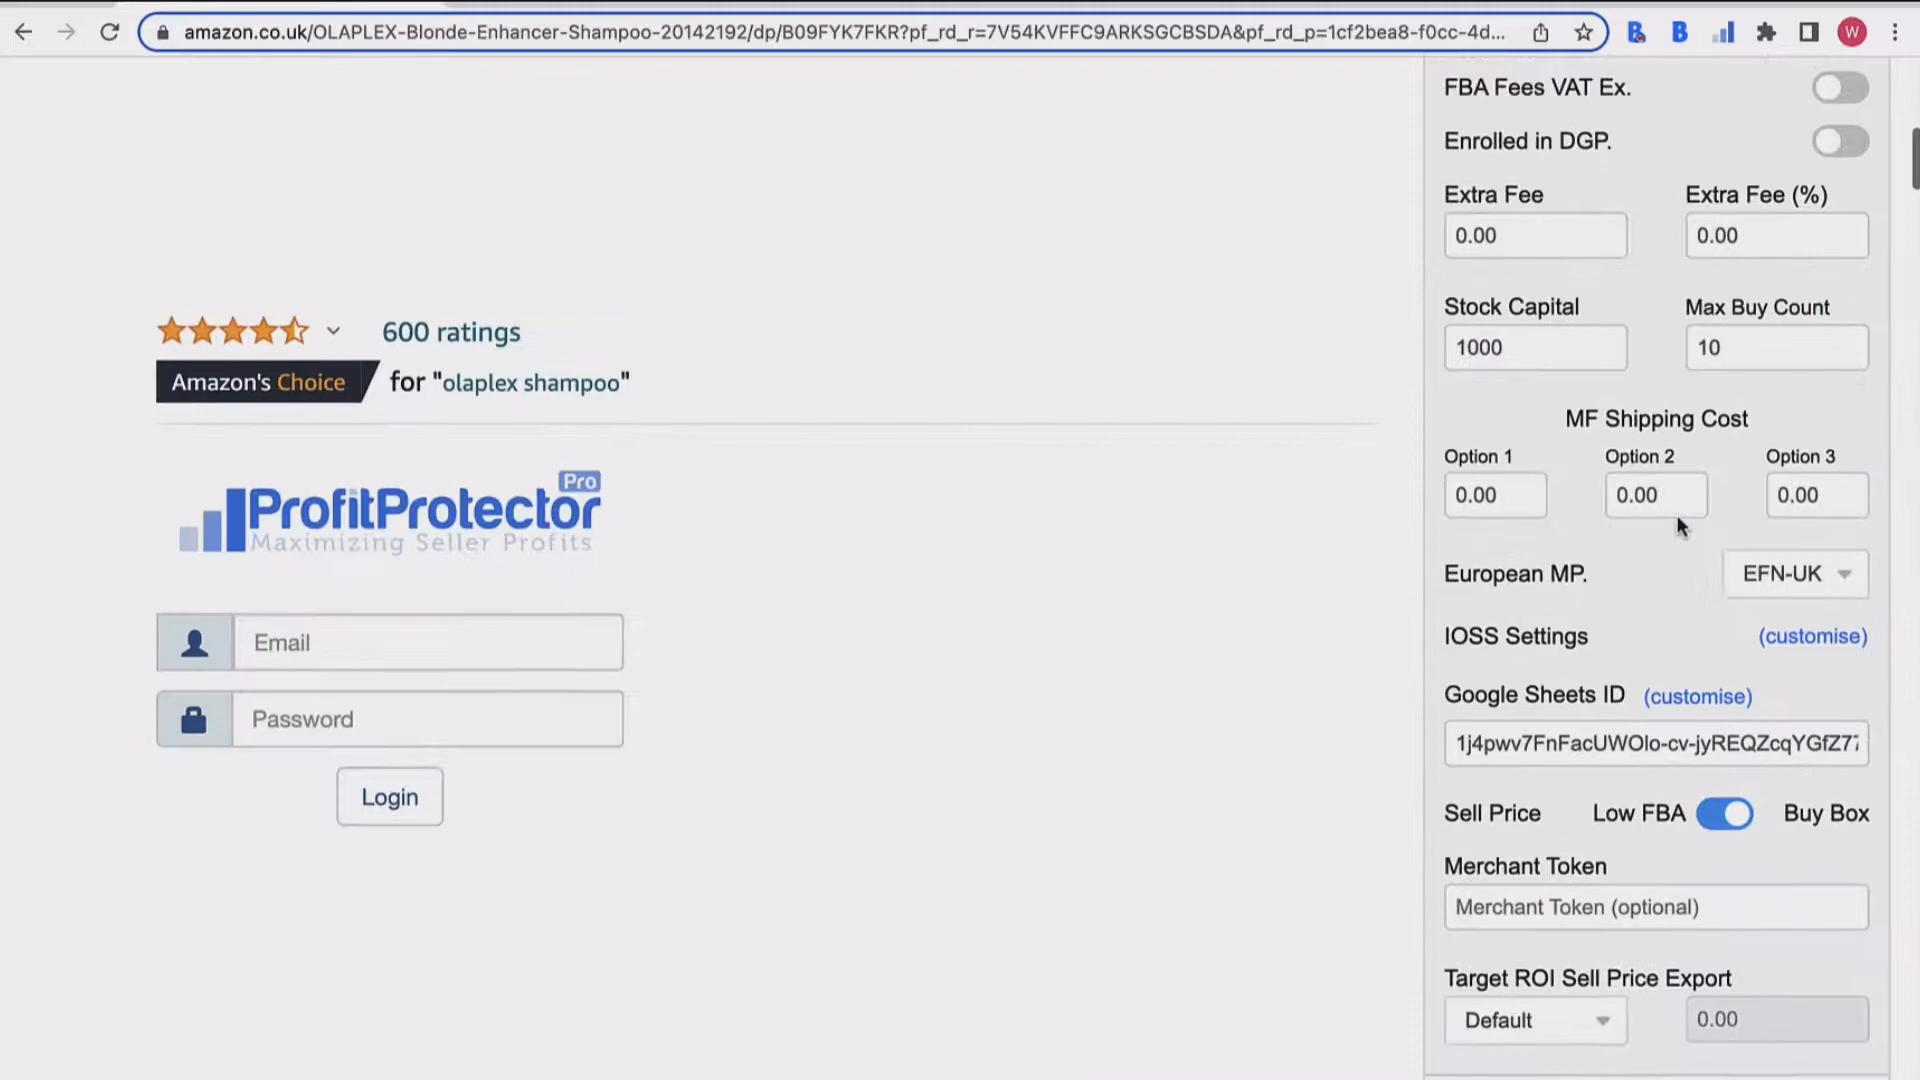 amazon.co.uk/OLAPLEX-Blonde-Enhancer-Shampoo-20142192/dp/B09FYK7FKR?pf_rd_r=7V54KVFFC9ARKSGCBSDA&pf_rd_p=1cf2bea8-f0cc-4d...
W
FBA Fees VAT Ex.
Enrolled in DGP.
Extra Fee Extra Fee (%)
0.00 0.00
Stock Capital Max Buy Count
1000 10
MF Shipping Cost
Option 1 Option 2 Option 3
0.00 0.00 0.00
European MP. EFN-UK
IOSS Settings (customise)
Google Sheets ID (customise)
1j4pwv7FnFacUWOlo-cv-jyREQZcqYGfZ77
Sell Price Low FBA Buy Box
Merchant Token
Merchant Token (optional)
Target ROI Sell Price Export
Default 0.00
600 ratings
Amazon's Choice for "olaplex shampoo"
ProfitProtector Pro
Maximizing Seller Profits
Email
Password
Login